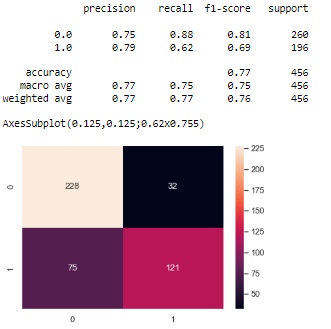 precision recall f1-score support
0.0 0.75 0.88 0.81 260
1.0 0.79 0.62 0.69 196
accuracy 0.77 456
macro avg 0.77 0.75 0.75 456
weighted avg 0.77 0.77 0.76 456
AxesSubplot(0.125,0.125;0.62x0.755)
0 228 32
1 75 121
0 1
225
200
175
150
125
100
75
50